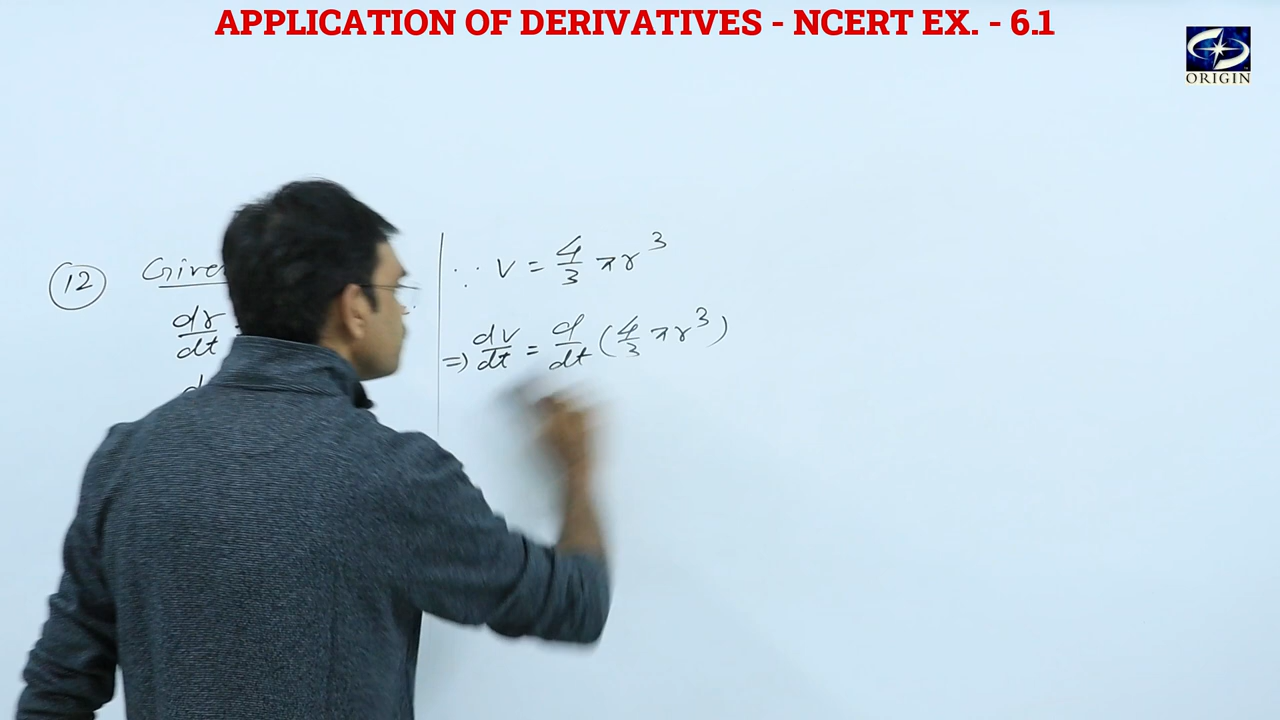 APPLICATION OF DERIVATIVES - NCERT EX. - 6.1
ORIGIN
12
dr/dt
∵ V = 4/3 πr³
⇒ dV/dt = d/dt (4/3 πr³)